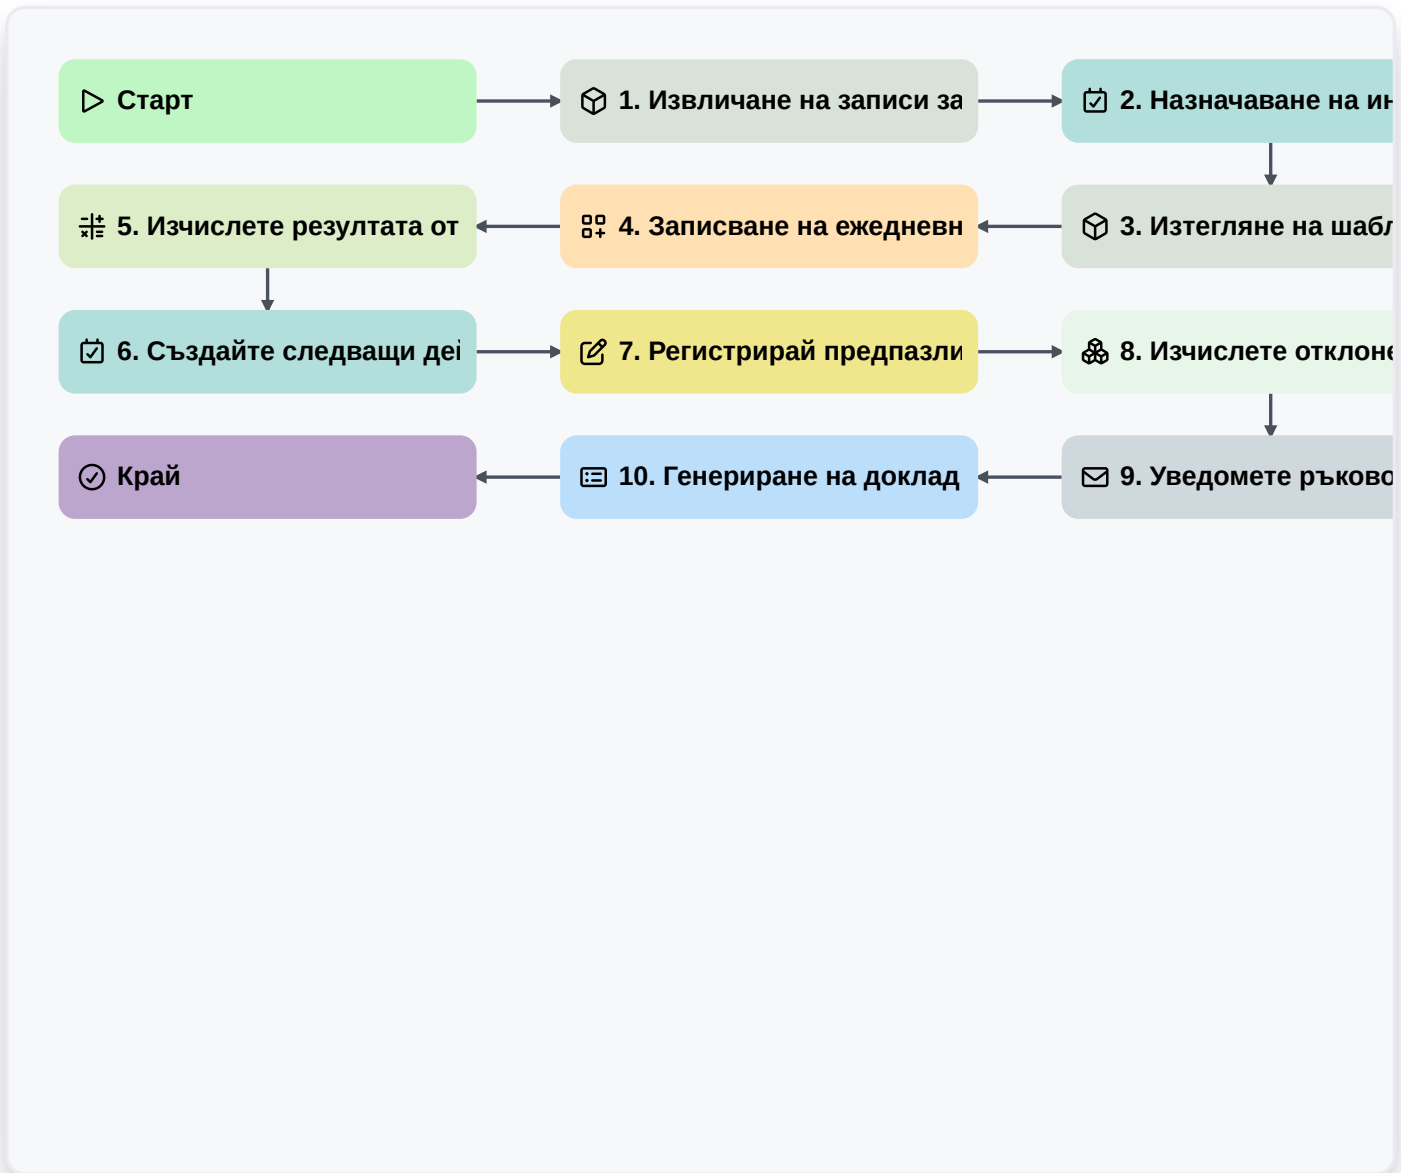 Старт
1. Извличане на записи за
2. Назначаване на
5. Изчислете резултата от
4. Записване на
3. Изтегляне на
6. Създайте следващи
7. Регистрирай
8. Изчислете
Край
10. Генериране на доклад
9. Уведомете